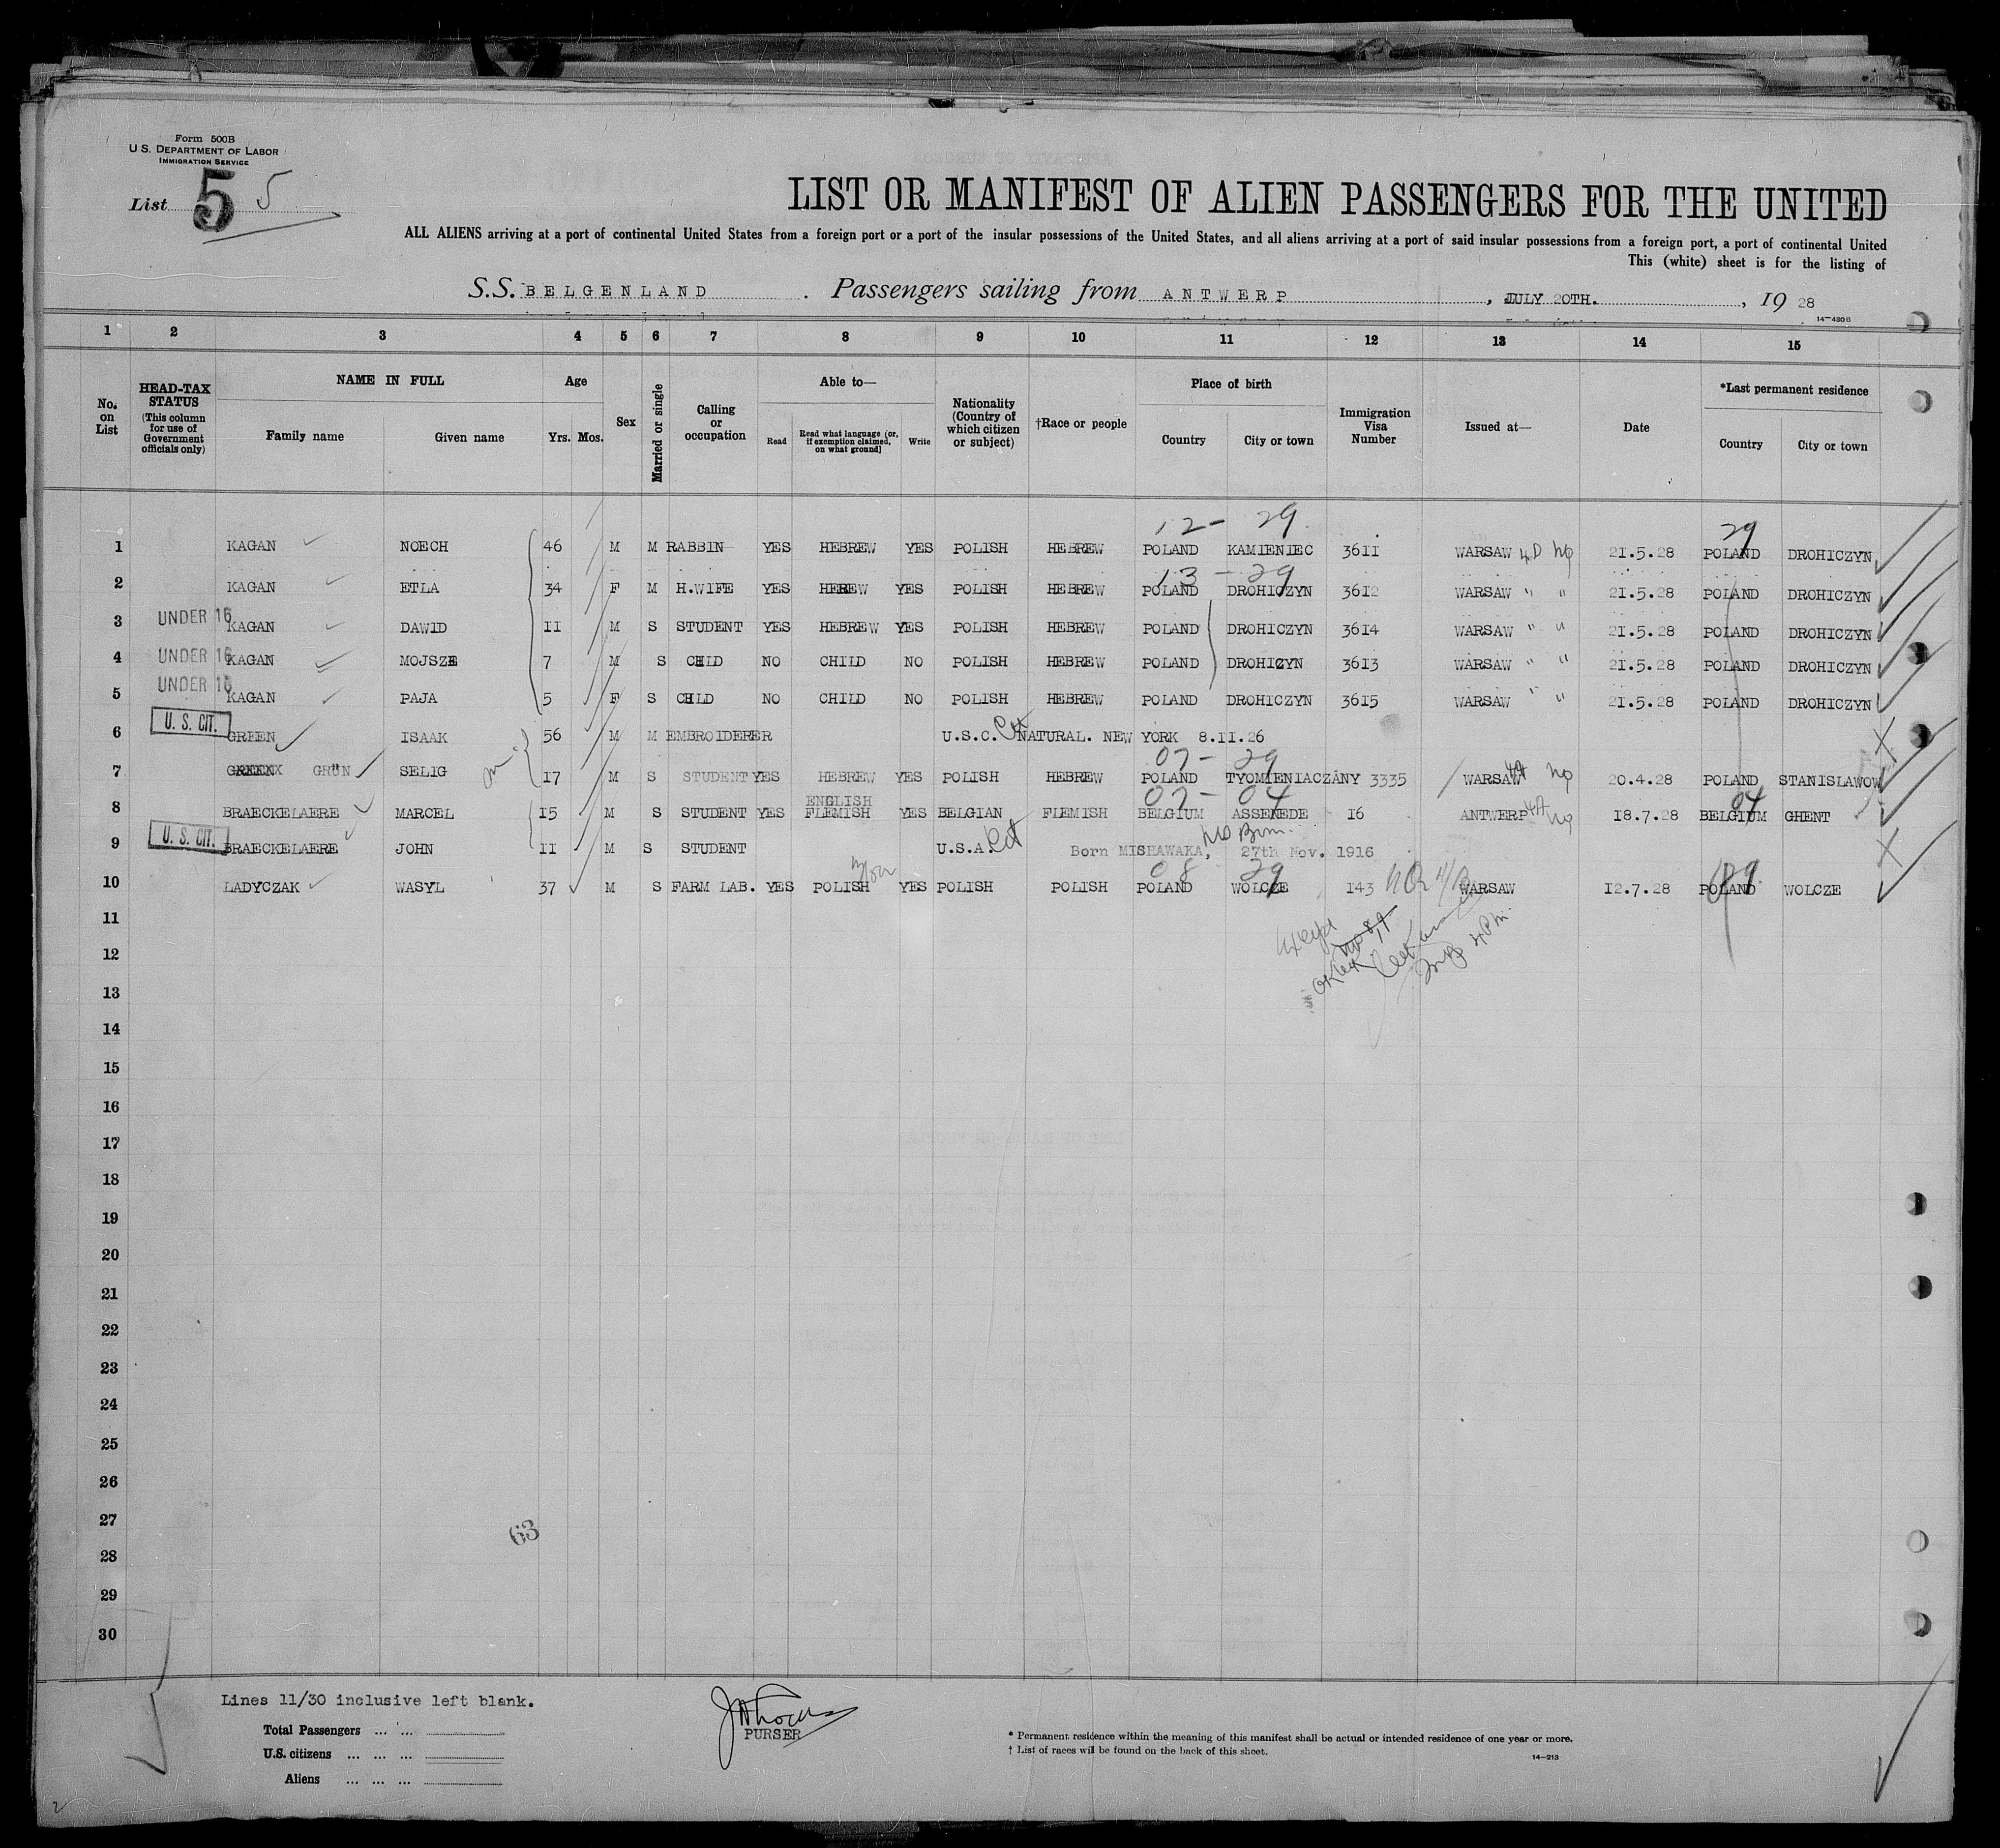 Form 500B
U.S. DEPARTMENT OF LABOR
IMMIGRATION SERVICE
List 5 5
LIST OR MANIFEST OF ALIEN PASSENGERS FOR THE UNITED
ALL ALIENS arriving at a port of continental United States from a foreign port or a port of the insular possessions of the United States, and all aliens arriving at a port of said insular possessions from a foreign port, a port of continental United
This (white) sheet is for the listing of
S.S. BELGENLAND. Passengers sailing from ANTWERP, JULY 20TH., 19 28
14-430B
1 2 3 4 5 6 7 8 9 10 11 12 13 14 15
No. on List
HEAD-TAX STATUS (This column for use of Government officials only)
NAME IN FULL
Family name Given name
Age
Yrs. Mos.
Sex
Married or single
Calling or occupation
Able to—
Read Read what language (or, if exemption claimed, on what ground) Write
Nationality (Country of which citizen or subject)
†Race or people
Place of birth
Country City or town
Immigration Visa Number
Issued at—
Date
*Last permanent residence
Country City or town
12- 29. 29
1 KAGAN NOECH 46 M M RABBIN YES HEBREW YES POLISH HEBREW POLAND KAMIENIEC 3611 WARSAW 21.5.28 POLAND DROHICZYN
13-29
2 KAGAN ETLA 34 F M H.WIFE YES HEBREW YES POLISH HEBREW POLAND DROHICZYN 3612 WARSAW " " 21.5.28 POLAND DROHICZYN
3 UNDER 16 KAGAN DAWID 11 M S STUDENT YES HEBREW YES POLISH HEBREW POLAND DROHICZYN 3614 WARSAW " " 21.5.28 POLAND DROHICZYN
4 UNDER 16 KAGAN MOJSZE 7 M S CHILD NO CHILD NO POLISH HEBREW POLAND DROHICZYN 3613 WARSAW " " 21.5.28 POLAND DROHICZYN
5 UNDER 16 KAGAN PAJA 5 F S CHILD NO CHILD NO POLISH HEBREW POLAND DROHICZYN 3615 WARSAW " " 21.5.28 POLAND DROHICZYN
6 U. S. CIT. GREEN ISAAK 56 M M EMBROIDERER U.S.C. Cit NATURAL. NEW YORK 8.11.26
07- 29
7 GREEN GRÜN SELIG 17 M S STUDENT YES HEBREW YES POLISH HEBREW POLAND TYOMIENIACZANY 3335 WARSAW 20.4.28 POLAND STANISLAWOW
ENGLISH 07- 04 04
8 BRAECKELAERE MARCEL 15 M S STUDENT YES FLEMISH YES BELGIAN FLEMISH BELGIUM ASSENEDE 16 ANTWERP 18.7.28 BELGIUM GHENT
9 U. S. CIT. BRAECKELAERE JOHN 11 M S STUDENT U.S.A. Cit Born MISHAWAKA, 27th Nov. 1916
08 29 29
10 LADYCZAK WASYL 37 M S FARM LAB. YES POLISH YES POLISH POLISH POLAND WOLCZE 143 WARSAW 12.7.28 POLAND WOLCZE
11
12
13
14
15
16
17
18
19
20
21
22
23
24
25
26
27
63
28
29
30
Lines 11/30 inclusive left blank.
Total Passengers
U.S. citizens
Aliens
PURSER
* Permanent residence within the meaning of this manifest shall be actual or intended residence of one year or more.
† List of races will be found on the back of this sheet.
14-213